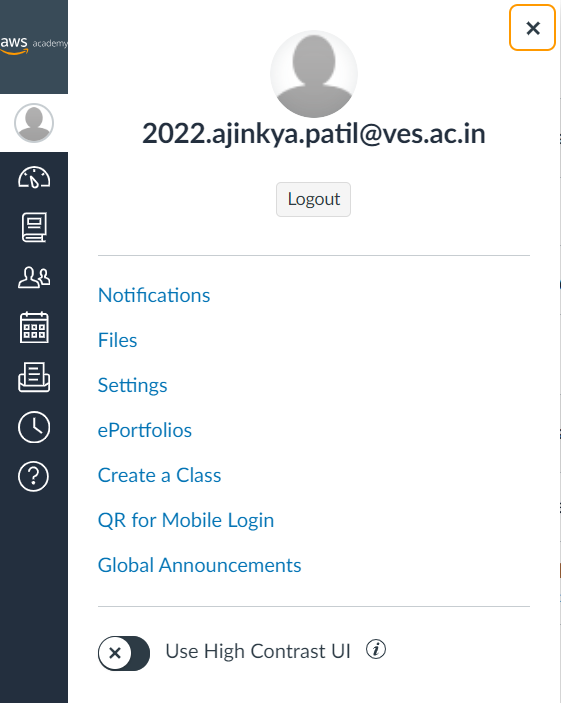 aws academy
2022.ajinkya.patil@ves.ac.in
Logout
Notifications
Files
Settings
ePortfolios
Create a Class
QR for Mobile Login
Global Announcements
Use High Contrast UI